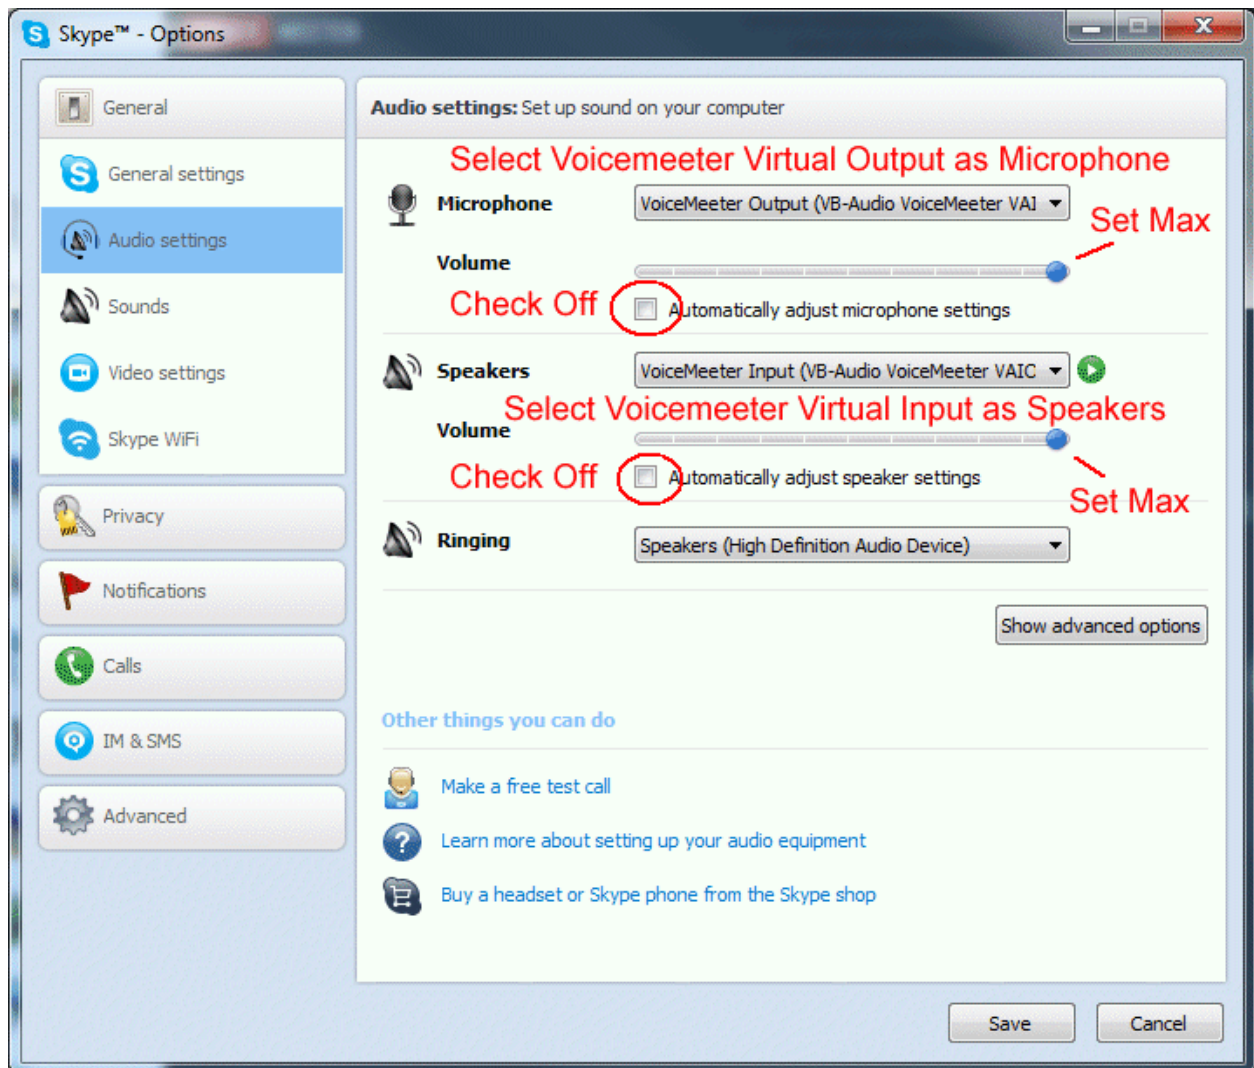 Skype™ - Options
General
General settings
Audio settings
Sounds
Video settings
Skype WiFi
Privacy
Notifications
Calls
IM & SMS
Advanced
Audio settings: Set up sound on your computer
Select Voicemeeter Virtual Output as Microphone
Microphone
VoiceMeeter Output (VB-Audio VoiceMeeter VAI
Set Max
Volume
Check Off
Automatically adjust microphone settings
Speakers
VoiceMeeter Input (VB-Audio VoiceMeeter VAIO
Select Voicemeeter Virtual Input as Speakers
Volume
Check Off
Automatically adjust speaker settings
Set Max
Ringing
Speakers (High Definition Audio Device)
Show advanced options
Other things you can do
Make a free test call
Learn more about setting up your audio equipment
Buy a headset or Skype phone from the Skype shop
Save
Cancel